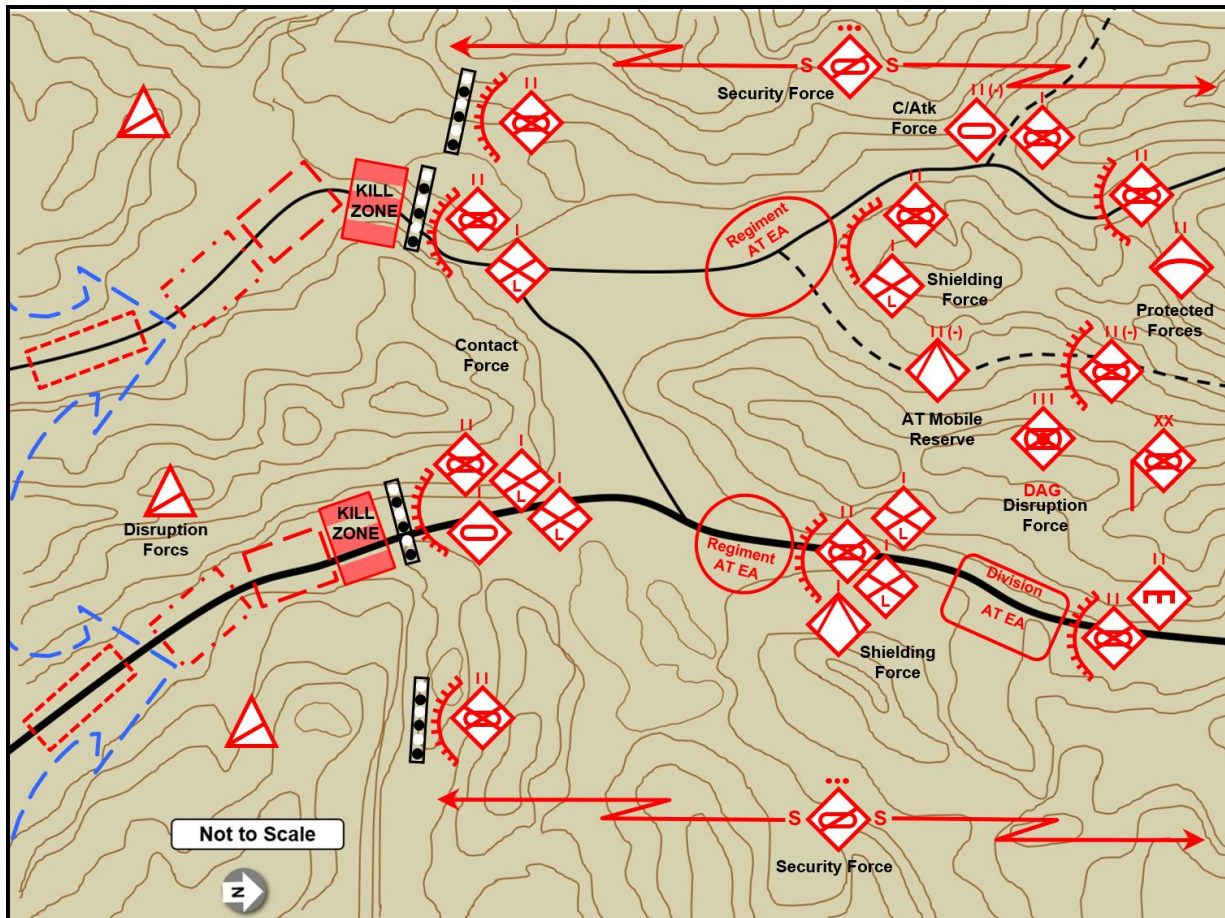 S
S
Security Force
II
II (-)
I
C/Atk
Force
KILL
ZONE
II
II
II
Regiment
AT EA
I
I
L
L
Shielding
Force
II
Protected
Forces
Contact
Force
II (-)
II (-)
AT Mobile
Reserve
III
XX
DAG
Disruption
Force
II
I
I
L
L
I
Disruption
Forcs
KILL
ZONE
Regiment
AT EA
II
I
I
L
L
I
Division
AT EA
II
II
Shielding
Force
II
S
S
Security Force
Not to Scale
N